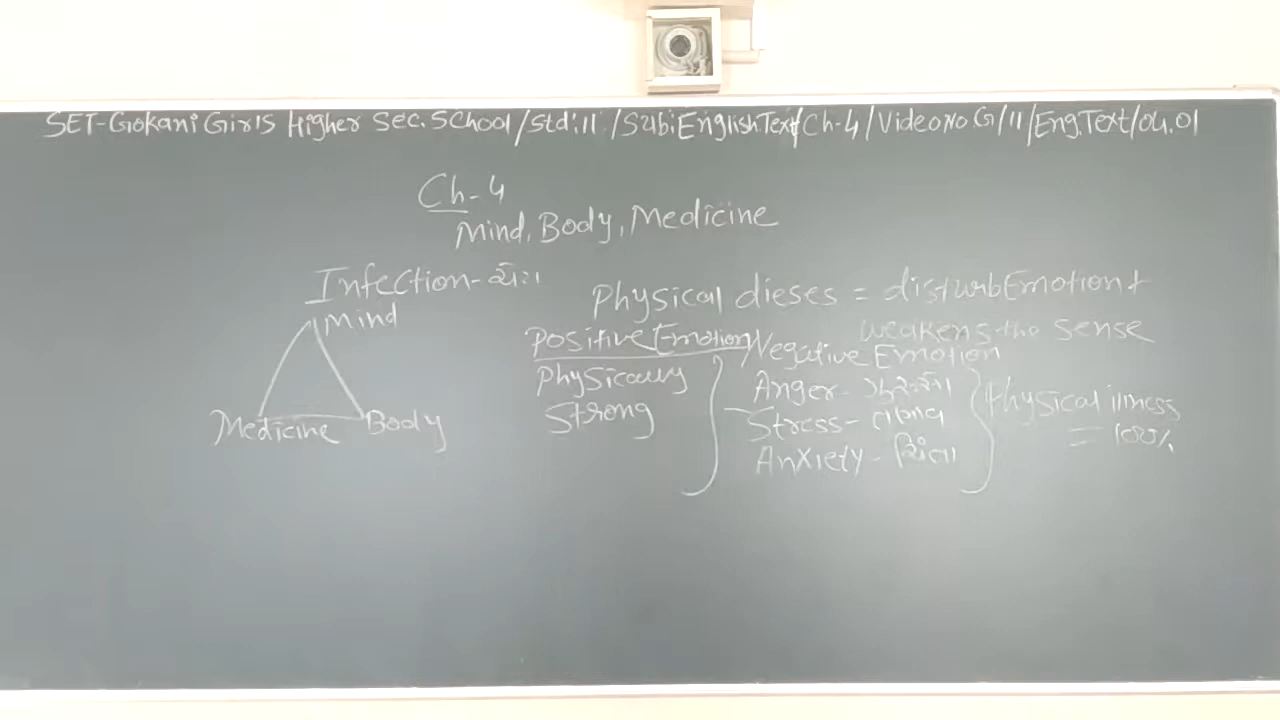 SET-Gokani Girls Higher Sec. School/Std:11/Sub:English Text/Ch-4/Video No G/11/Eng.Text/04.01
Ch-4
Mind, Body, Medicine
Infection-
Mind
Medicine Body
Physical dieses = disturb Emotion +
weakens the sense
Positive Emotion
Physically
Strong
Negative Emotion
Anger-
Stress- તણાવ
Anxiety - ચિંતા
Physical illness
= 100%